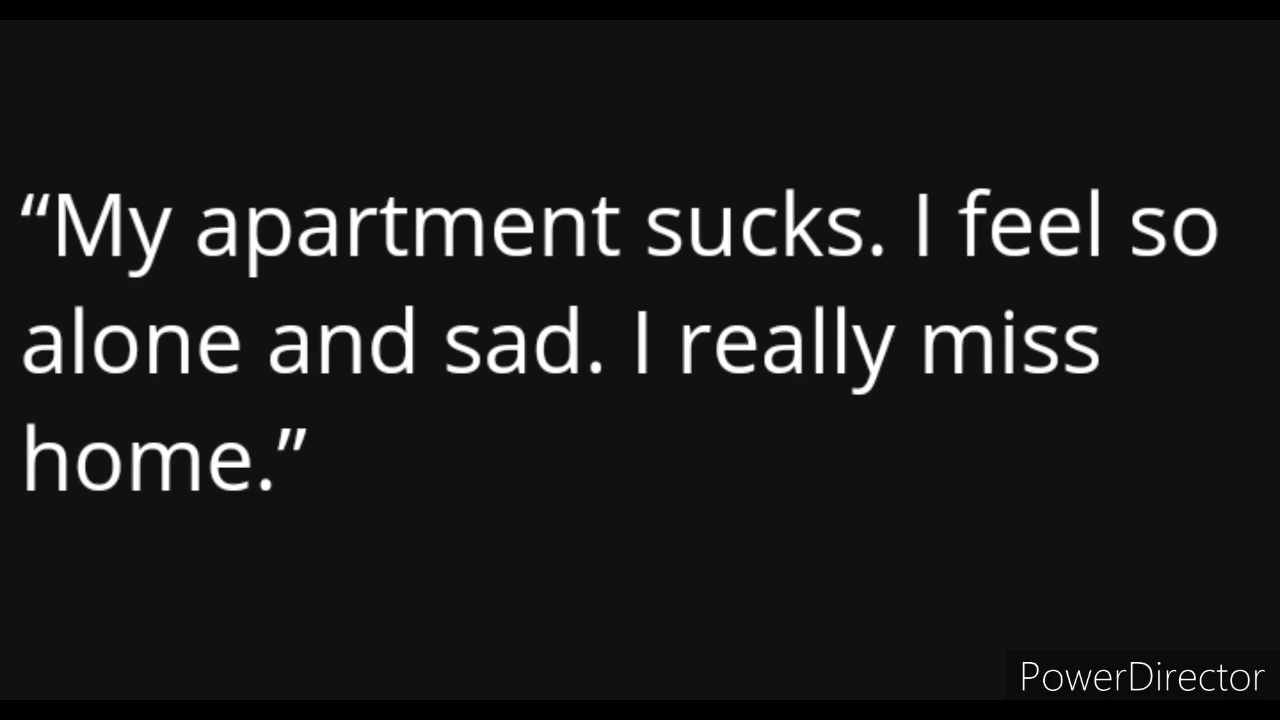 “My apartment sucks. I feel so
alone and sad. I really miss
home.”
PowerDirector